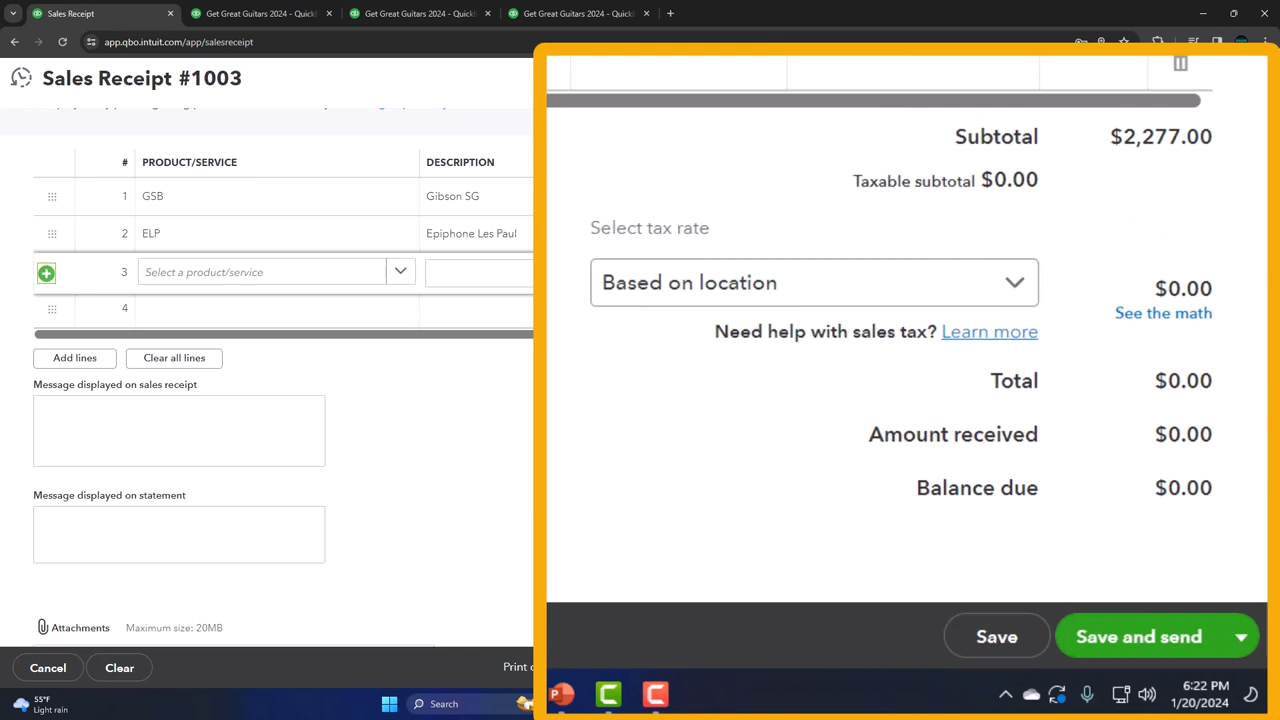 Sales Receipt
Get Great Guitars 2024 - QuickB
Get Great Guitars 2024 - QuickB
Get Great Guitars 2024 - QuickB
app.qbo.intuit.com/app/salesreceipt
Sales Receipt #1003
# PRODUCT/SERVICE DESCRIPTION
1 GSB Gibson SG
2 ELP Epiphone Les Paul
3 Select a product/service
4
Add lines Clear all lines
Message displayed on sales receipt
Message displayed on statement
Attachments Maximum size: 20MB
Cancel Clear Print o
Subtotal $2,277.00
Taxable subtotal $0.00
Select tax rate
Based on location $0.00
See the math
Need help with sales tax? Learn more
Total $0.00
Amount received $0.00
Balance due $0.00
Save Save and send
55°F
Light rain
Search
6:22 PM
1/20/2024